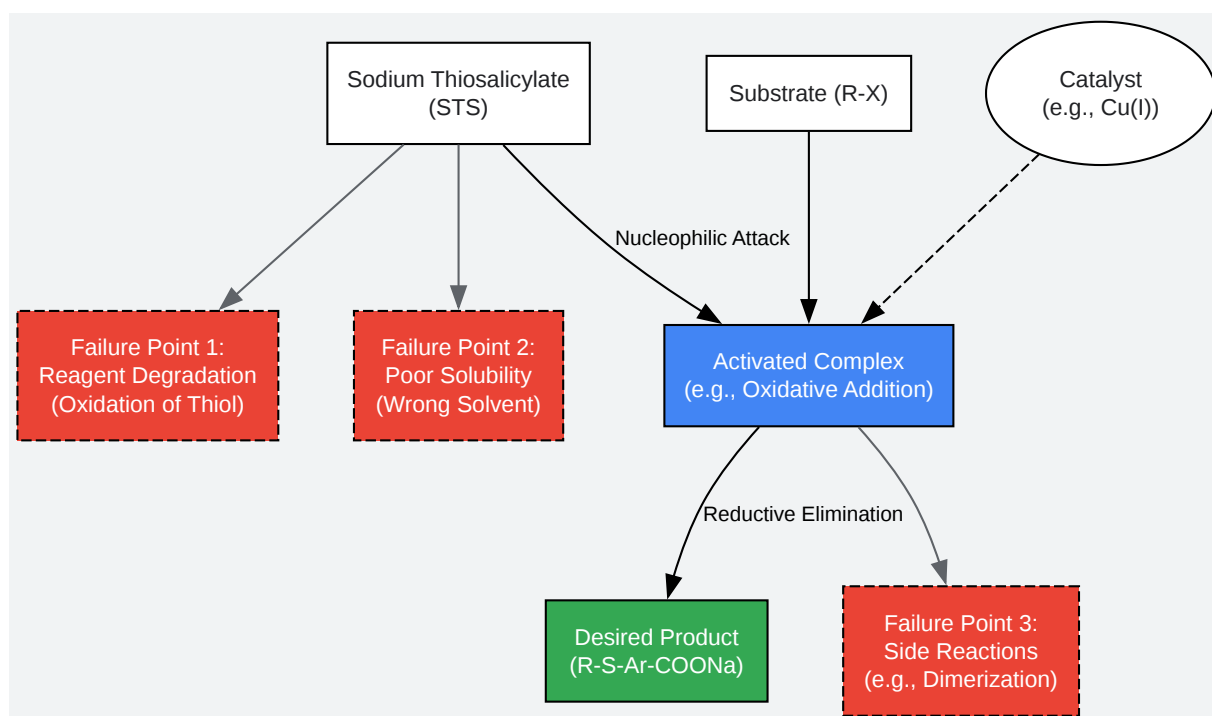 Sodium Thiosalicylate
(STS)
Substrate (R-X)
Catalyst
(e.g., Cu(I))
Nucleophilic Attack
Failure Point 1:
Reagent Degradation
(Oxidation of Thiol)
Failure Point 2:
Poor Solubility
(Wrong Solvent)
Activated Complex
(e.g., Oxidative Addition)
Reductive Elimination
Desired Product
(R-S-Ar-COONa)
Failure Point 3:
Side Reactions
(e.g., Dimerization)